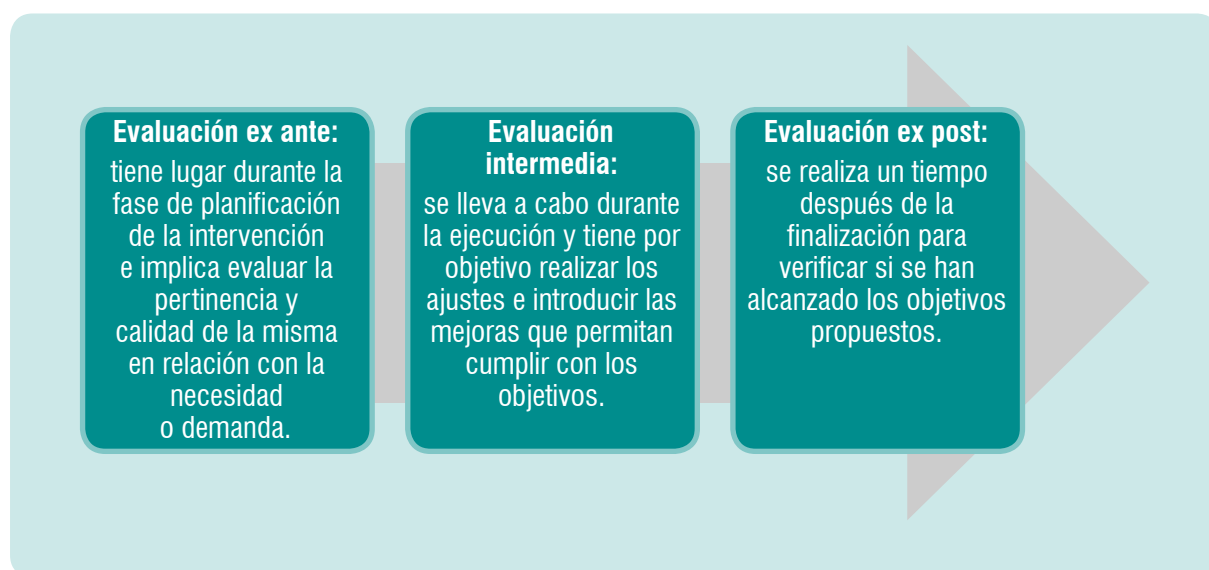 Evaluación ex ante:
tiene lugar durante la
fase de planificación
de la intervención
e implica evaluar la
pertinencia y
calidad de la misma
en relación con la
necesidad
o demanda.
Evaluación
intermedia:
se lleva a cabo durante
la ejecución y tiene por
objetivo realizar los
ajustes e introducir las
mejoras que permitan
cumplir con los
objetivos.
Evaluación ex post:
se realiza un tiempo
después de la
finalización para
verificar si se han
alcanzado los objetivos
propuestos.